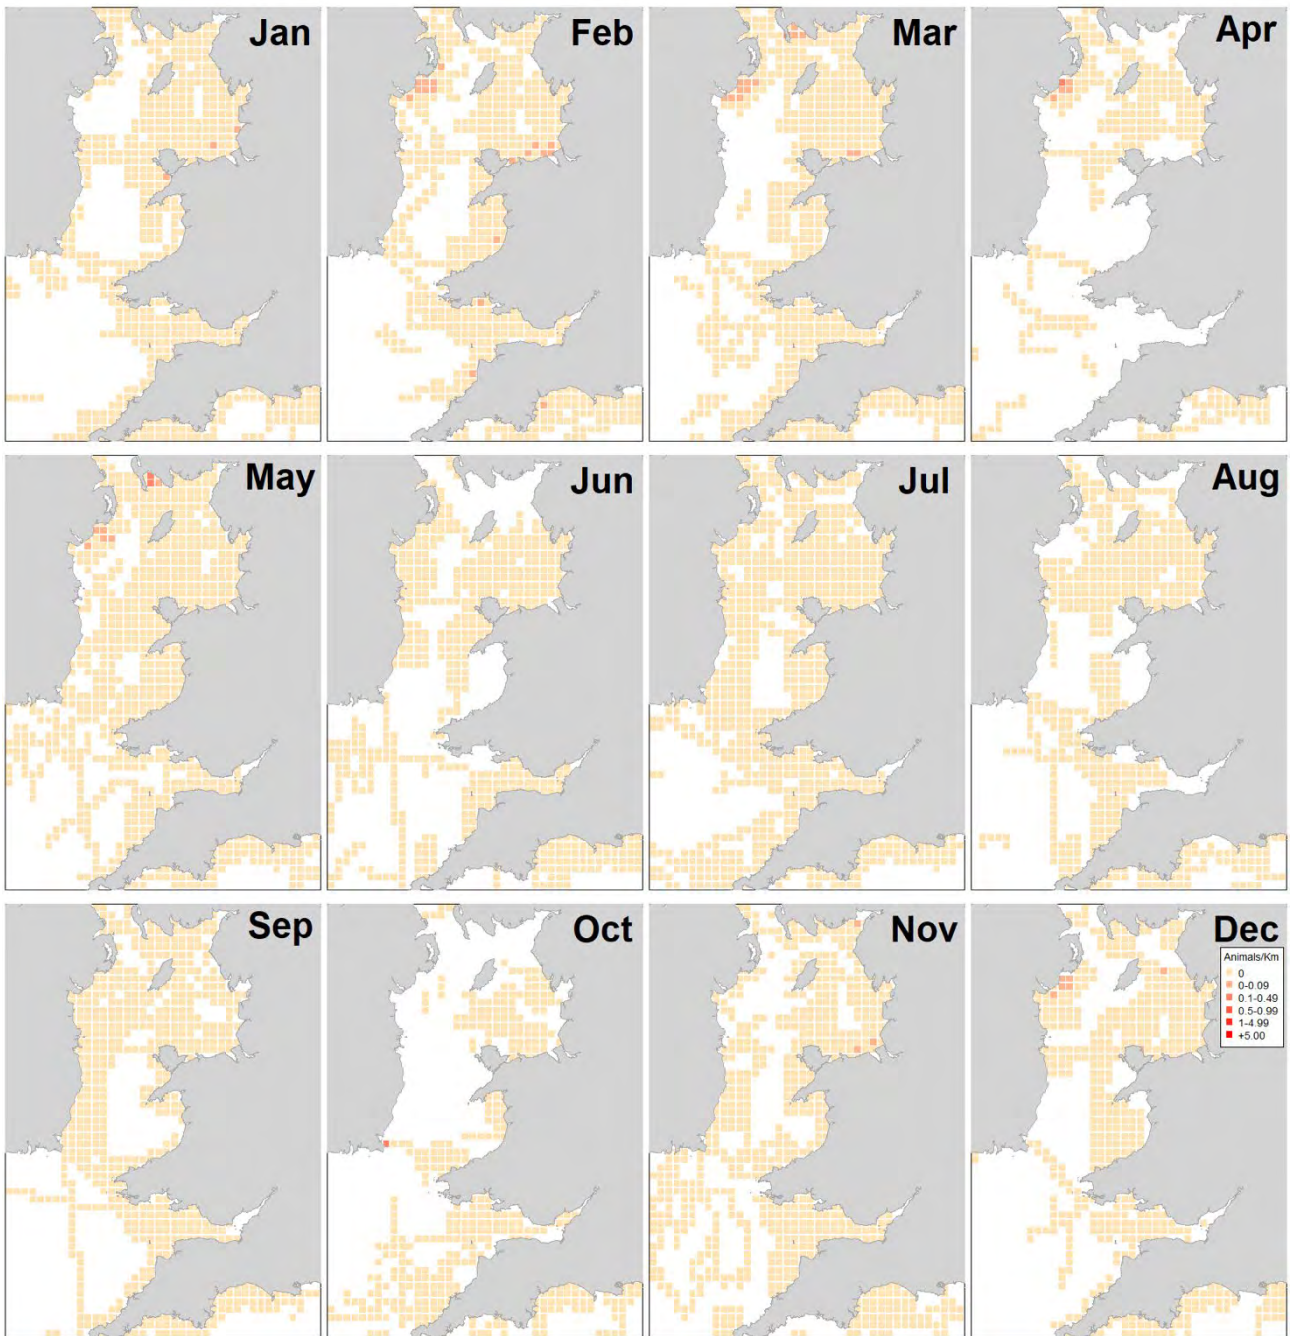 Jan
Feb
Mar
Apr
May
Jun
Jul
Aug
Sep
Oct
Nov
Dec
Animals/Km
0
0-0.09
0.1-0.49
0.5-0.99
1-4.99
+5.00